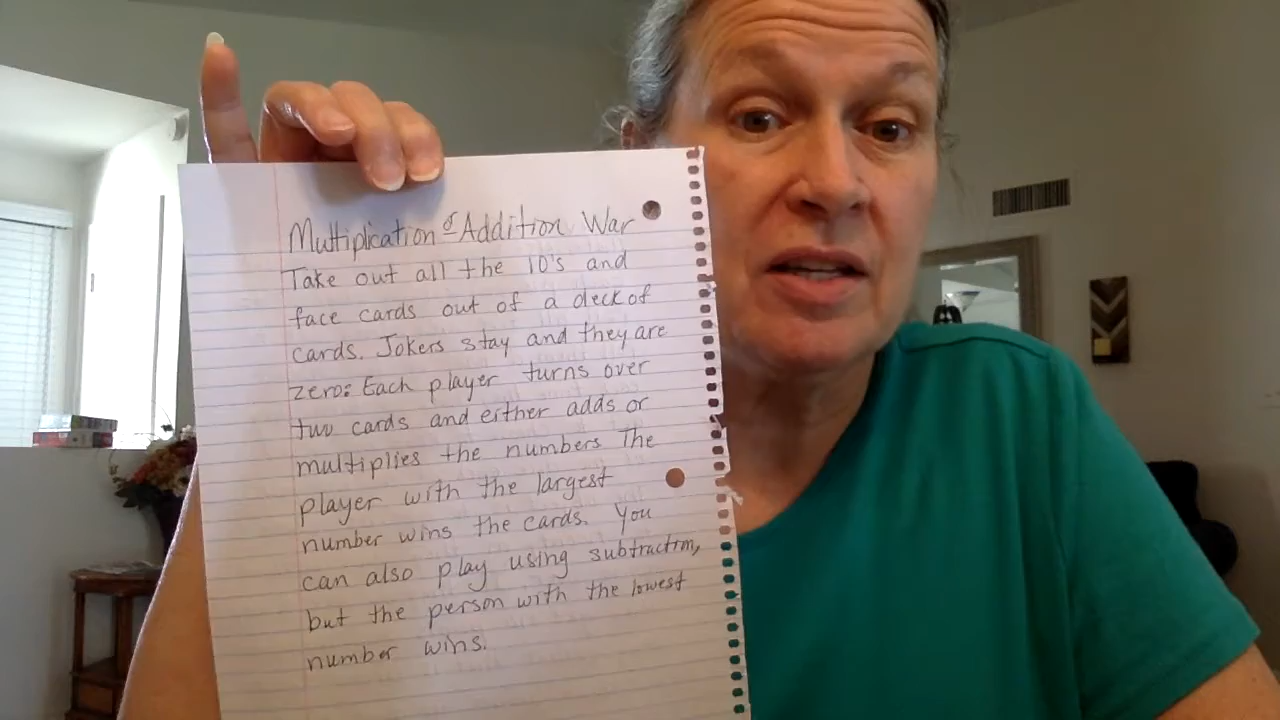 Multiplication or Addition War
Take out all the 10's and
face cards out of a deck of
cards. Jokers stay and they are
zero. Each player turns over
two cards and either adds or
multiplies the numbers The
player with the largest
number wins the cards. You
can also play using subtraction,
but the person with the lowest
number wins.